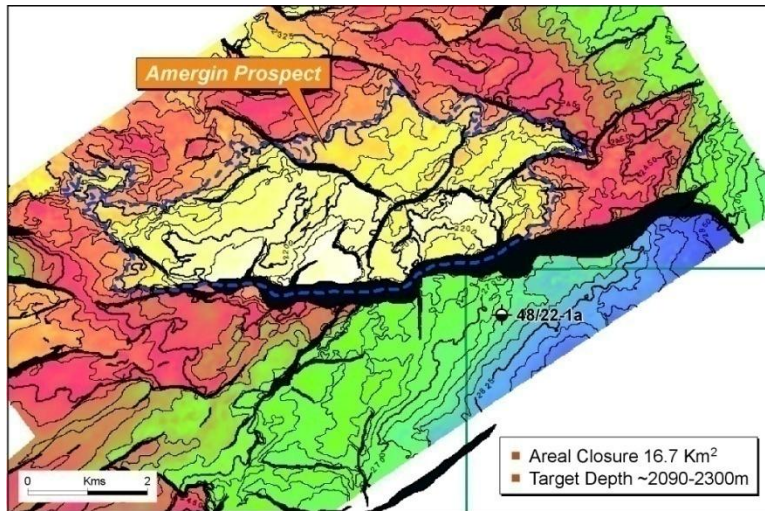 Amergin Prospect
48/22-1a
0 Kms 2
Areal Closure 16.7 Km²
Target Depth ~2090-2300m